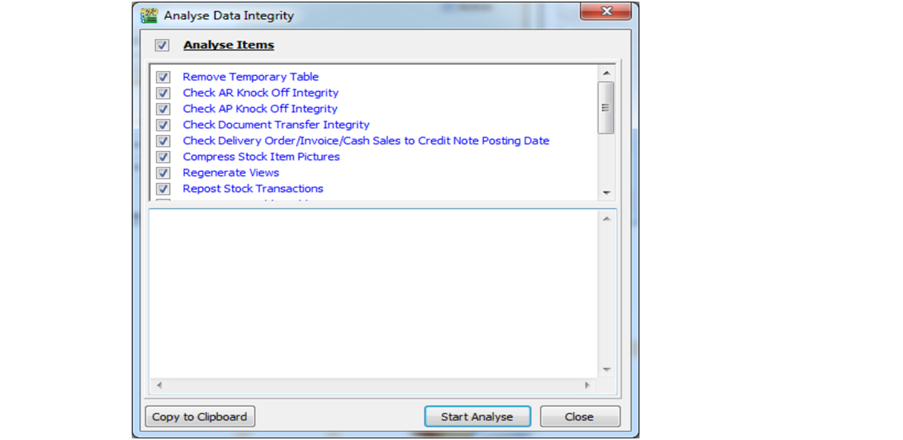 Analyse Data Integrity
Analyse Items
Remove Temporary Table
Check AR Knock Off Integrity
Check AP Knock Off Integrity
Check Document Transfer Integrity
Check Delivery Order/Invoice/Cash Sales to Credit Note Posting Date
Compress Stock Item Pictures
Regenerate Views
Repost Stock Transactions
Copy to Clipboard Start Analyse Close